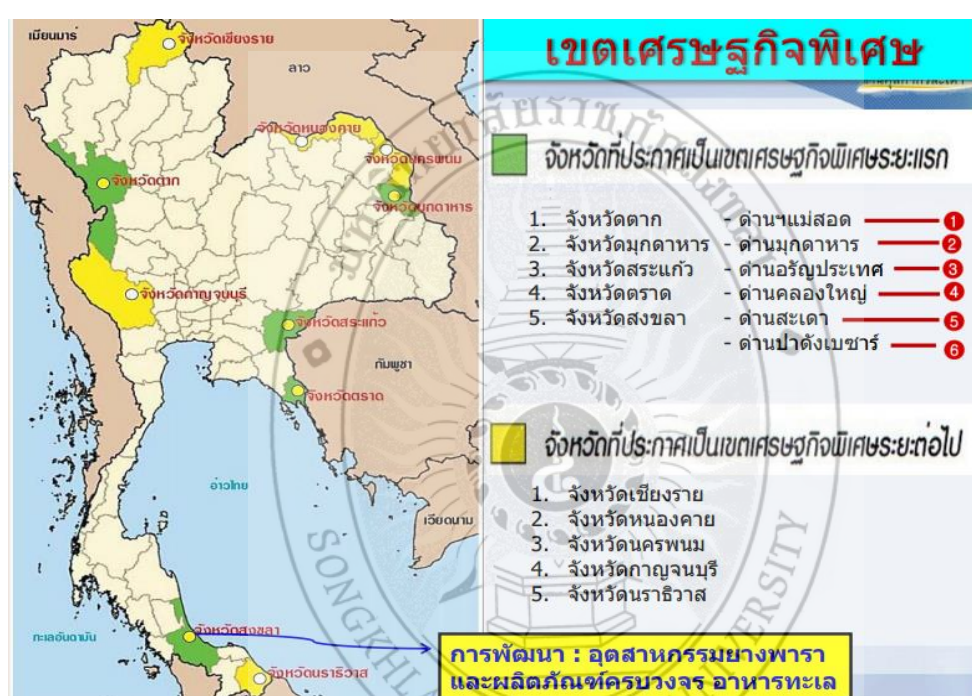 เมียนมาร์
จังหวัดเชียงราย
ลาว
จังหวัดหนองคาย
จังหวัดนครพนม
จังหวัดตาก
จังหวัดมุกดาหาร
จังหวัดกาญจนบุรี
จังหวัดสระแก้ว
กัมพูชา
จังหวัดตราด
อ่าวไทย
เวียดนาม
ทะเลอันดามัน
จังหวัดสงขลา
จังหวัดนราธิวาส
เขตเศรษฐกิจพิเศษ
จังหวัดที่ประกาศเป็นเขตเศรษฐกิจพิเศษระยะแรก
1. จังหวัดตาก - ด่านฯแม่สอด 1
2. จังหวัดมุกดาหาร - ด่านมุกดาหาร 2
3. จังหวัดสระแก้ว - ด่านอรัญประเทศ 3
4. จังหวัดตราด - ด่านคลองใหญ่ 4
5. จังหวัดสงขลา - ด่านสะเดา 5
- ด่านปาดังเบซาร์ 6
จังหวัดที่ประกาศเป็นเขตเศรษฐกิจพิเศษระยะต่อไป
1. จังหวัดเชียงราย
2. จังหวัดหนองคาย
3. จังหวัดนครพนม
4. จังหวัดกาญจนบุรี
5. จังหวัดนราธิวาส
การพัฒนา : อุตสาหกรรมยางพารา
และผลิตภัณฑ์ครบวงจร อาหารทะเล